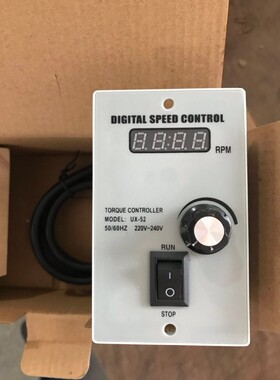 DIGITAL SPEED CONTROL
RPM
TORQUE CONTROLLER
MODEL: UX-52
50/60HZ 220V-240V
RUN
STOP